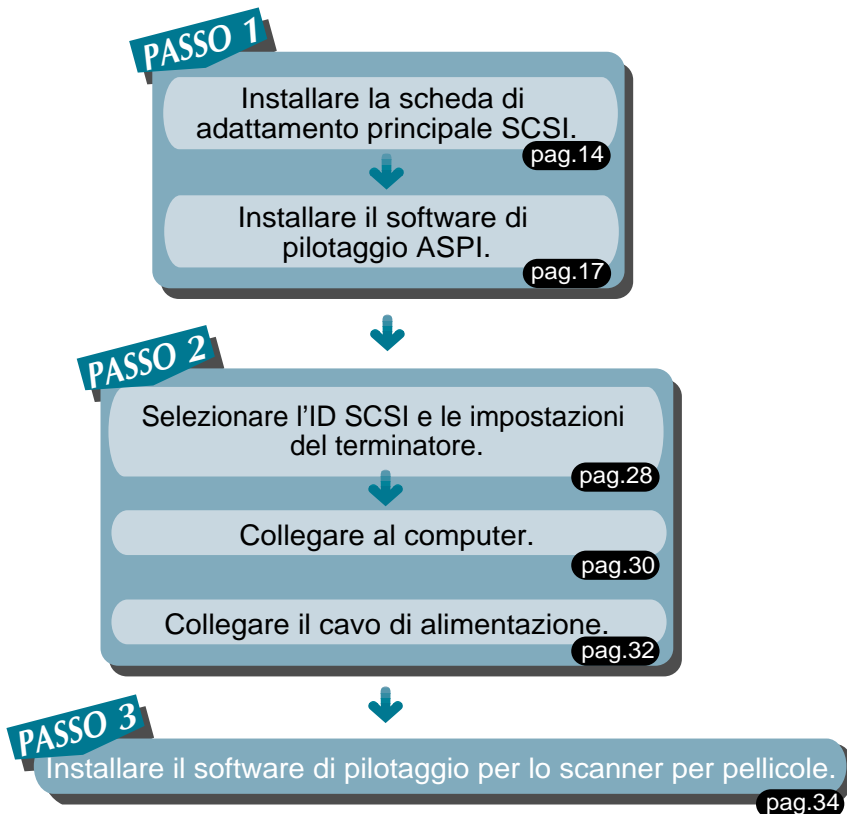 PASSO 1
Installare la scheda di
adattamento principale SCSI.
pag.14
Installare il software di
pilotaggio ASPI.
pag.17
PASSO 2
Selezionare l’ID SCSI e le impostazioni
del terminatore.
pag.28
Collegare al computer.
pag.30
Collegare il cavo di alimentazione.
pag.32
PASSO 3
Installare il software di pilotaggio per lo scanner per pellicole.
pag.34